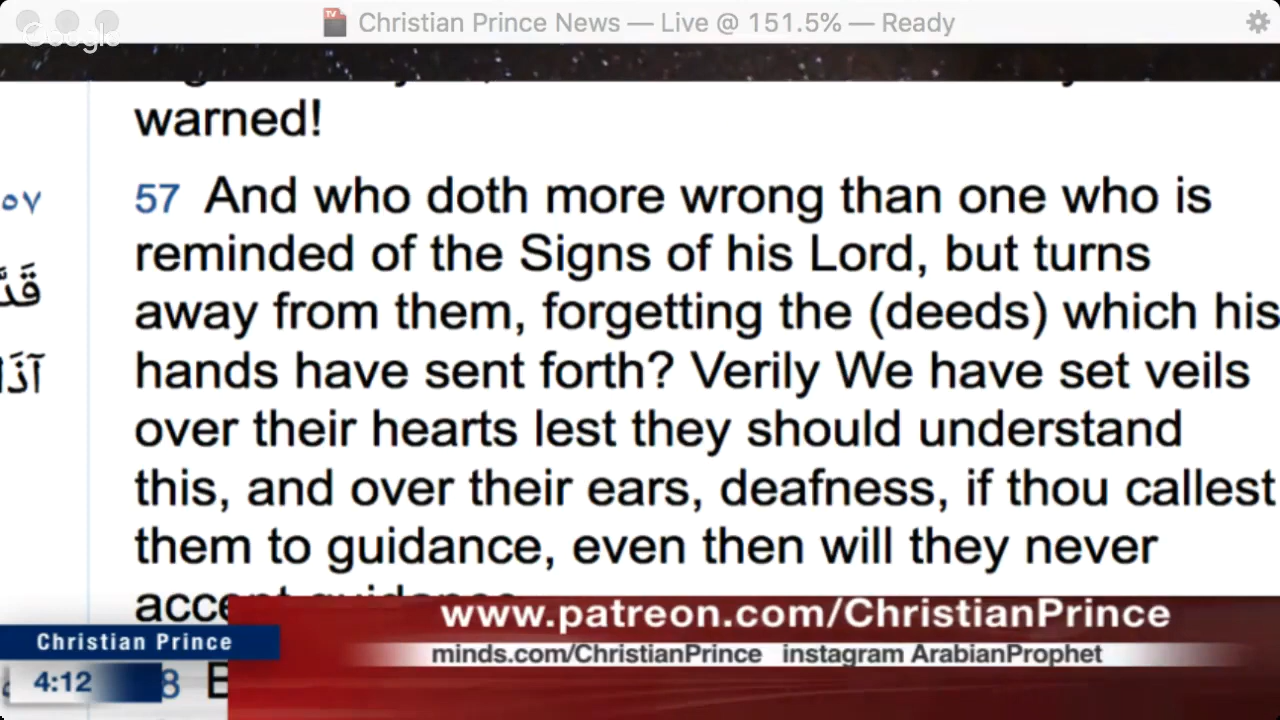 Christian Prince News — Live @ 151.5% — Ready
Google
warned!
٥٧
57 And who doth more wrong than one who is
reminded of the Signs of his Lord, but turns
away from them, forgetting the (deeds) which his
hands have sent forth? Verily We have set veils
over their hearts lest they should understand
this, and over their ears, deafness, if thou callest
them to guidance, even then will they never
accept guidance
www.patreon.com/ChristianPrince
Christian Prince
minds.com/ChristianPrince instagram ArabianProphet
4:12
8